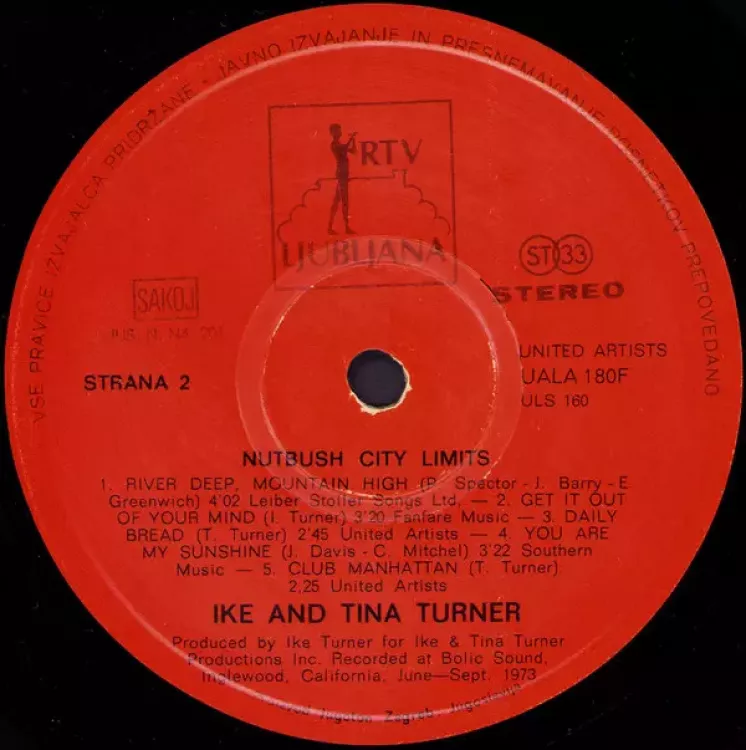 VSE PRAVICE IZVAJALCA PRIDRŽANE - JAVNO IZVAJANJE IN PRESNEMAVANJE POSNETKOV PREPOVEDANO
RTV
LJUBLJANA
ST 33
STEREO
SAKOJ
STRANA 2
UNITED ARTISTS
UALA 180F
ULS 160
NUTBUSH CITY LIMITS
1. RIVER DEEP, MOUNTAIN HIGH (P. Spector - J. Barry - E
Greenwich) 4'02 Leiber Stoller Songs Ltd. — 2. GET IT OUT
OF YOUR MIND (I. Turner) 3'20 Fanfare Music — 3. DAILY
BREAD (T. Turner) 2'45 United Artists — 4. YOU ARE
MY SUNSHINE (J. Davis - C. Mitchel) 3'22 Southern
Music — 5. CLUB MANHATTAN (T. Turner)
2,25 United Artists
IKE AND TINA TURNER
Produced by Ike Turner for Ike & Tina Turner
Productions Inc. Recorded at Bolic Sound,
Inglewood, California, June—Sept. 1973
Jugoton Zagreb, Jugoslavija